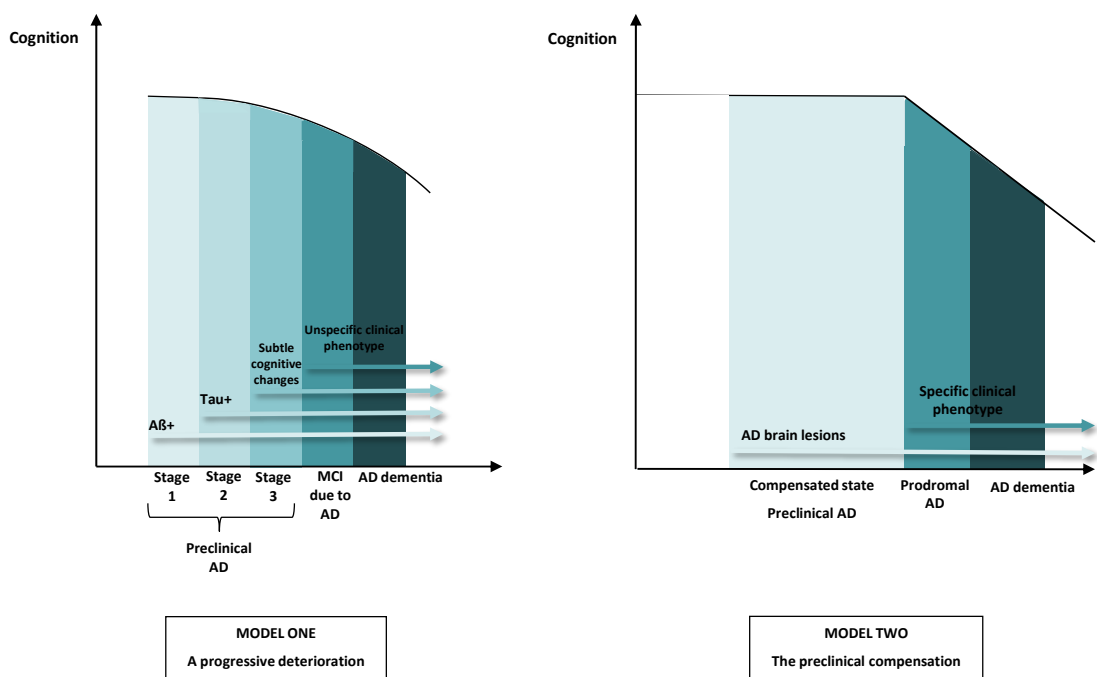 Cognition
Unspecific clinical
phenotype
Subtle
cognitive
changes
Tau+
Aß+
Stage
1
Stage
2
Stage
3
MCI
due to
AD
AD dementia
Preclinical
AD
MODEL ONE
A progressive deterioration
Cognition
Specific clinical
phenotype
AD brain lesions
Compensated state
Preclinical AD
Prodromal
AD
AD dementia
MODEL TWO
The preclinical compensation